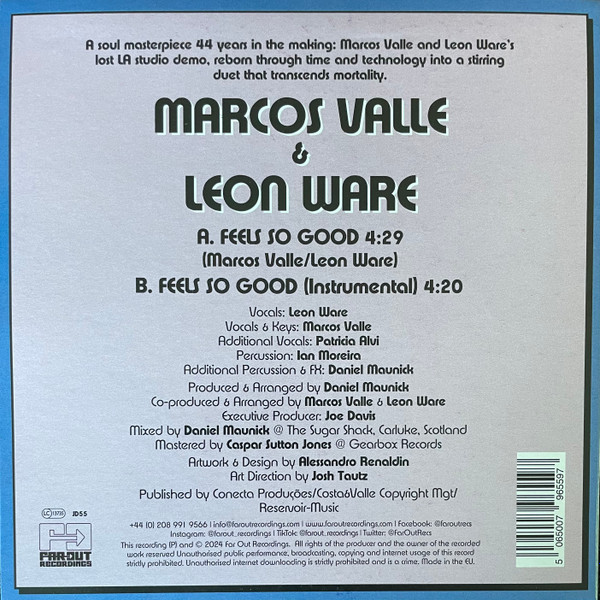 A soul masterpiece 44 years in the making: Marcos Valle and Leon Ware's
lost LA studio demo, reborn through time and technology into a stirring
duet that transcends mortality.
MARCOS VALLE
&
LEON WARE
A. FEELS SO GOOD 4:29
(Marcos Valle/Leon Ware)
B. FEELS SO GOOD (Instrumental) 4:20
Vocals: Leon Ware
Vocals & Keys: Marcos Valle
Additional Vocals: Patricia Alvi
Percussion: Ian Moreira
Additional Percussion & FX: Daniel Maunick
Produced & Arranged by Daniel Maunick
Co-produced & Arranged by Marcos Valle & Leon Ware
Executive Producer: Joe Davis
Mixed by Daniel Maunick @ The Sugar Shack, Carluke, Scotland
Mastered by Caspar Sutton Jones @ Gearbox Records
Artwork & Design by Alessandro Renaldin
Art Direction by Josh Tautz
Published by Conecta Produções/Costa&Valle Copyright Mgt/
Reservoir-Music
LC 13735 JD55
FAR OUT
RECORDINGS
+44 (0) 208 991 9566 | info@faroutrecordings.com | www.faroutrecordings.com | Facebook: @faroutrecs
Instagram: @farout_recordings | TikTok: @farout_recordings | Twitter: @FarOutRecs
This recording (P) and © 2024 Far Out Recordings. All rights of the producer and the owner of the recorded
work reserved Unauthorised public performance, broadcasting, copying and internet usage of this record
strictly prohibited. Unauthorised internet downloading is strictly prohibited and is a crime. Made in the EU.
5 065007 965597